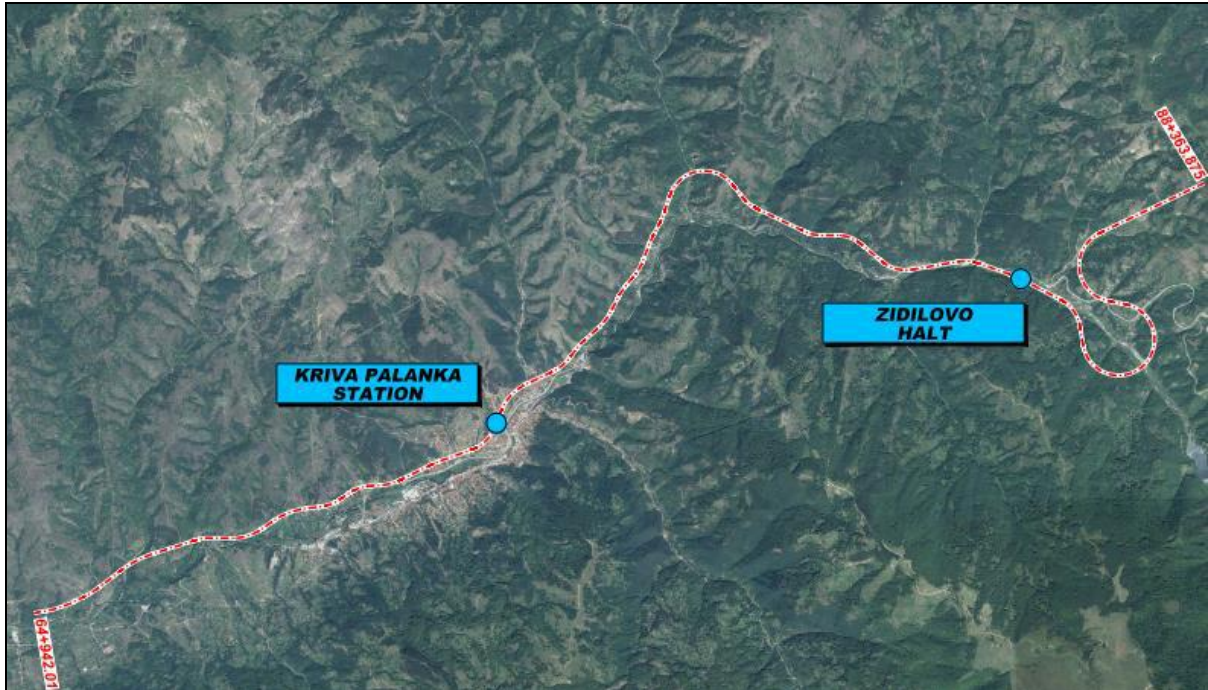 88+363.875
ZIDILOVO
HALT
KRIVA PALANKA
STATION
64+942.01